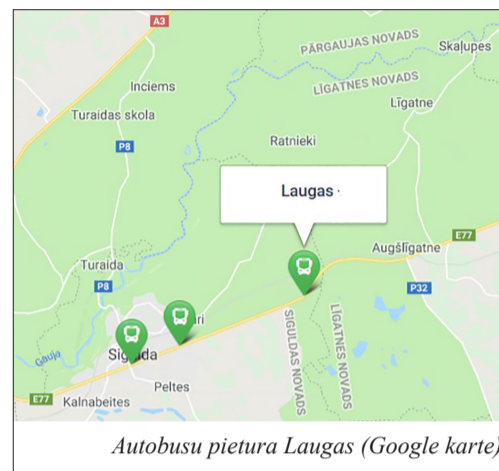 A3
PĀRGAUJAS NOVADS
Skaļupes
Inciems
LĪGATNES NOVADS
Līgatne
Turaidas skola
P8
Ratnieki
Laugas
E77
Augšlīgatne
Turaida
P8
P32
Sigulda
Gauja
SIGULDAS NOVADS
LĪGATNES NOVADS
Peltes
E77
Kalnabeites
Autobusu pietura Laugas (Google karte)